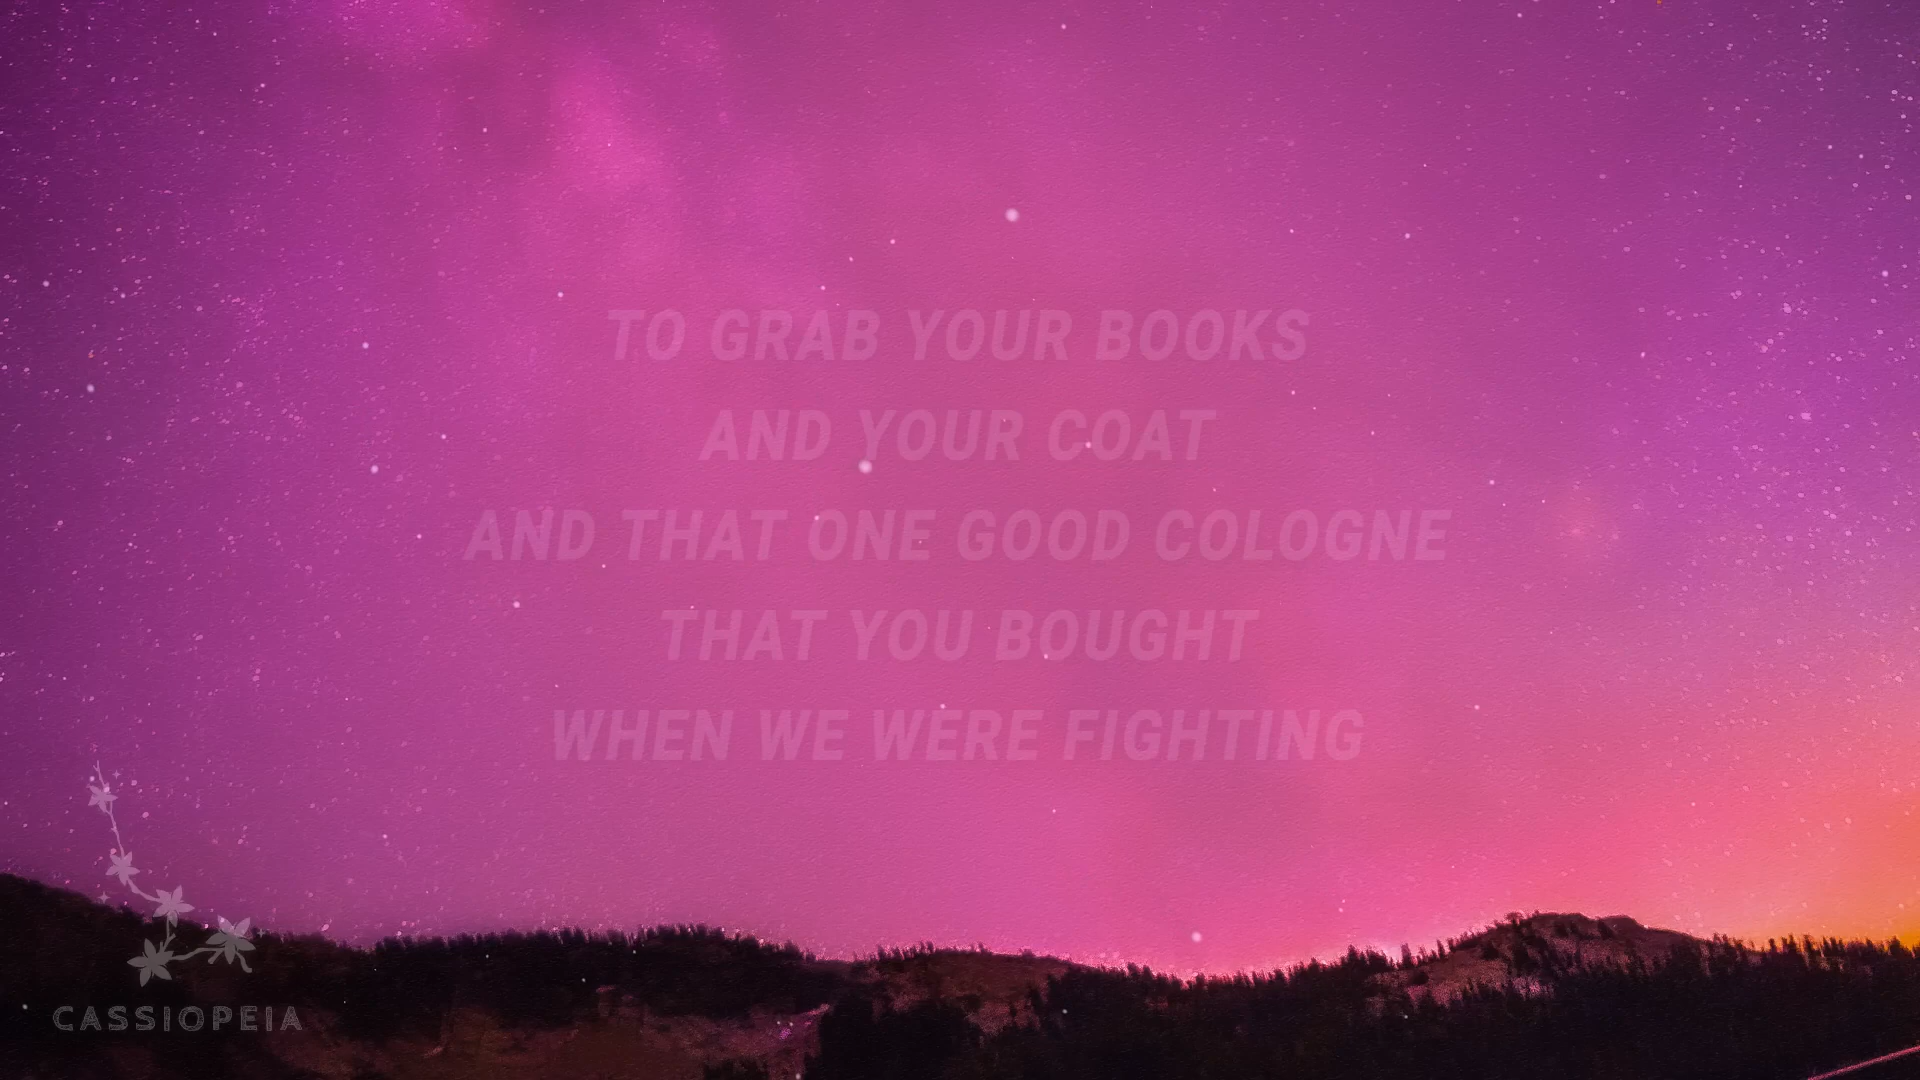 TO GRAB YOUR BOOKS
AND YOUR COAT
AND THAT ONE GOOD COLOGNE
THAT YOU BOUGHT
WHEN WE WERE FIGHTING
CASSIOPEIA